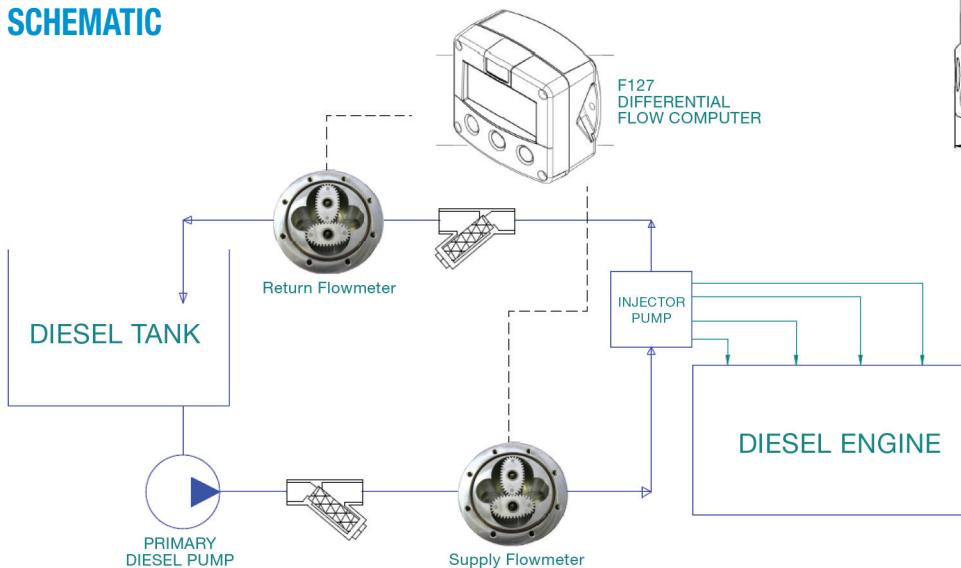 SCHEMATIC
F127
DIFFERENTIAL
FLOW COMPUTER
Return Flowmeter
DIESEL TANK
INJECTOR
PUMP
DIESEL ENGINE
PRIMARY
DIESEL PUMP
Supply Flowmeter